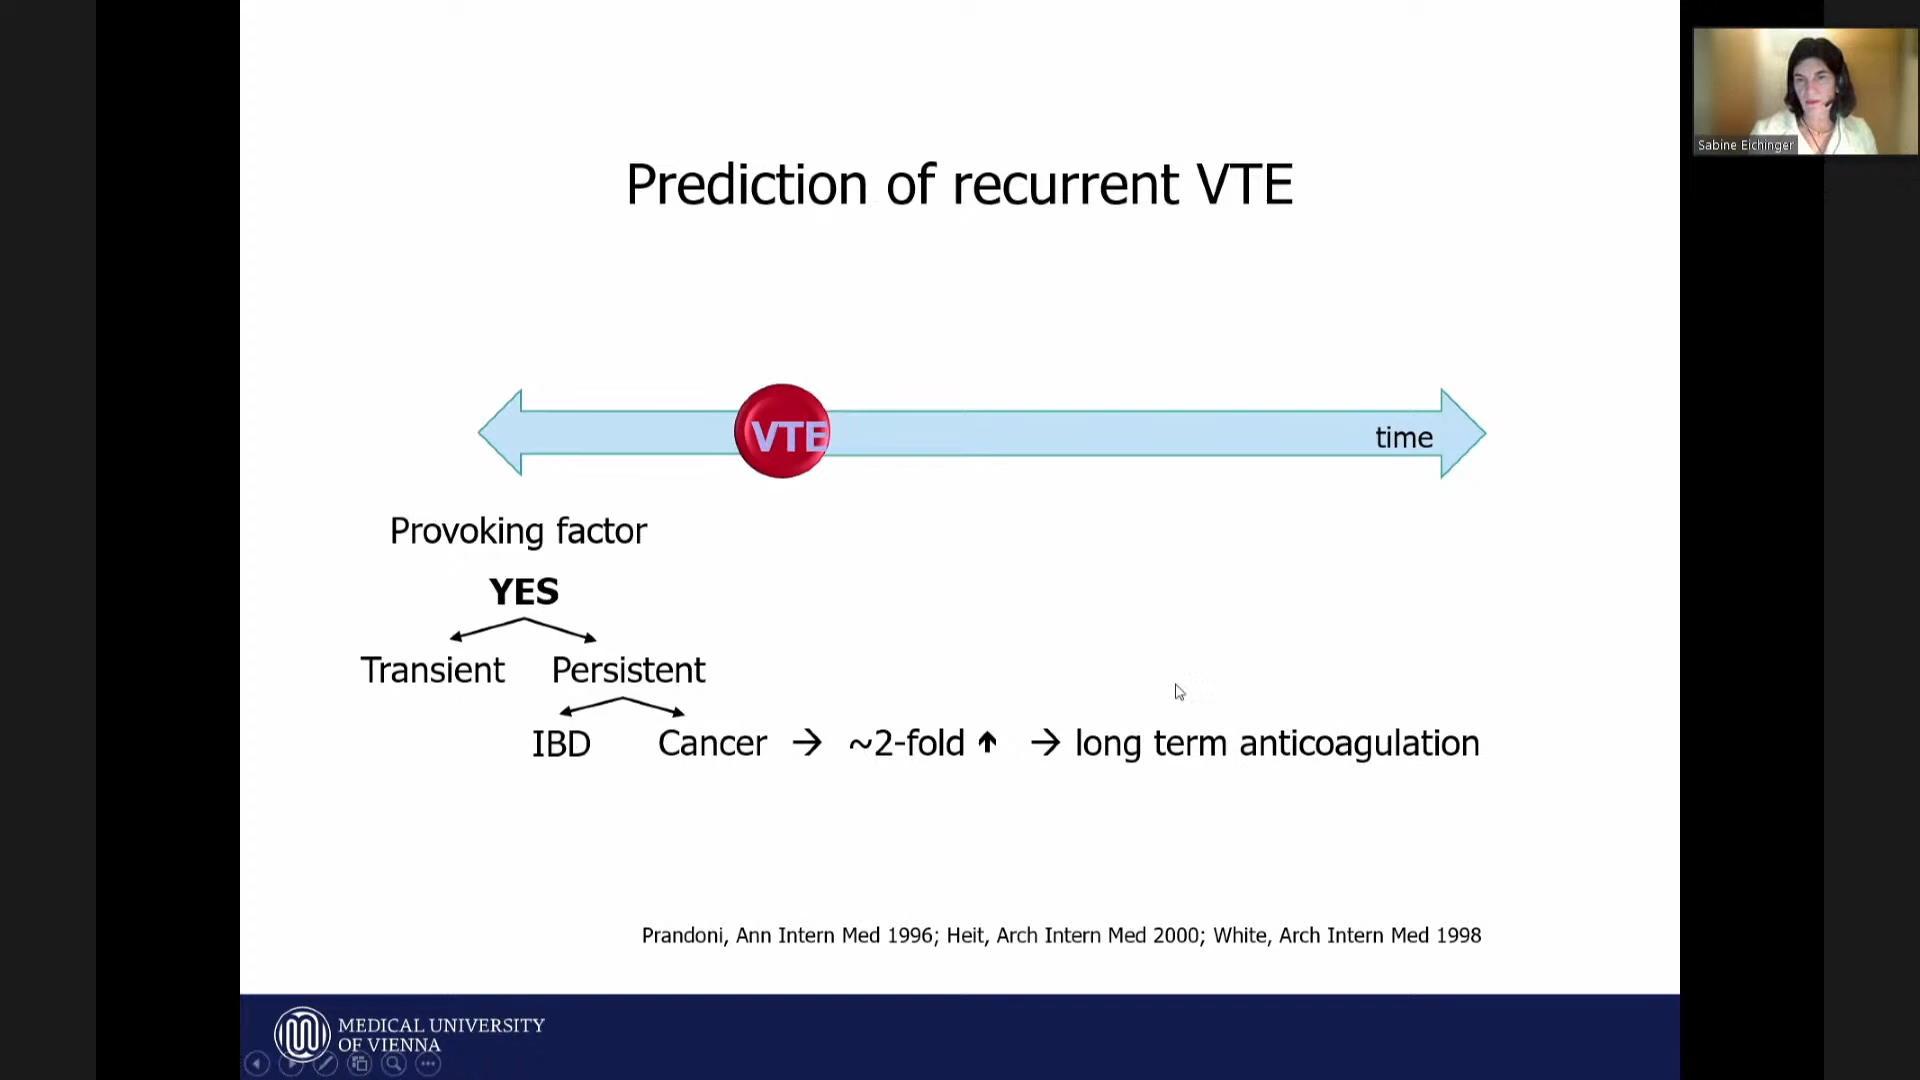 Sabine Eichinger
Prediction of recurrent VTE
VTE
time
Provoking factor
YES
Transient Persistent
IBD Cancer → ~2-fold ↑ → long term anticoagulation
Prandoni, Ann Intern Med 1996; Heit, Arch Intern Med 2000; White, Arch Intern Med 1998
MEDICAL UNIVERSITY
OF VIENNA